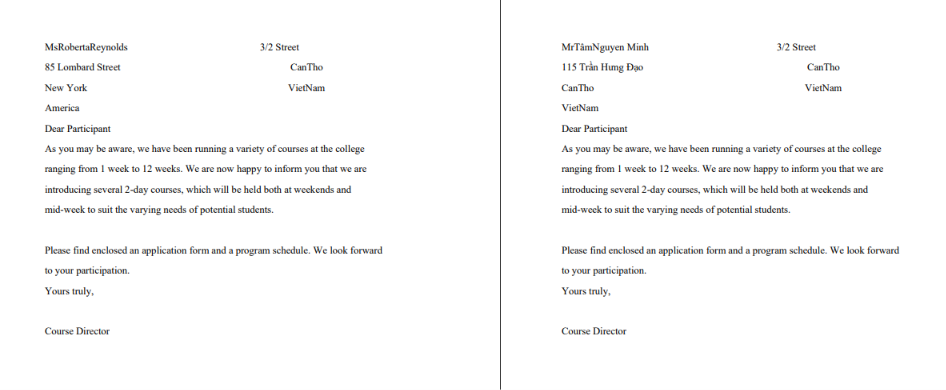 MsRobertaReynolds 3/2 Street
85 Lombard Street CanTho
New York VietNam
America
Dear Participant
As you may be aware, we have been running a variety of courses at the college
ranging from 1 week to 12 weeks. We are now happy to inform you that we are
introducing several 2-day courses, which will be held both at weekends and
mid-week to suit the varying needs of potential students.
Please find enclosed an application form and a program schedule. We look forward
to your participation.
Yours truly,
Course Director
MrTâmNguyen Minh 3/2 Street
115 Trần Hưng Đạo CanTho
CanTho VietNam
VietNam
Dear Participant
As you may be aware, we have been running a variety of courses at the college
ranging from 1 week to 12 weeks. We are now happy to inform you that we are
introducing several 2-day courses, which will be held both at weekends and
mid-week to suit the varying needs of potential students.
Please find enclosed an application form and a program schedule. We look forward
to your participation.
Yours truly,
Course Director